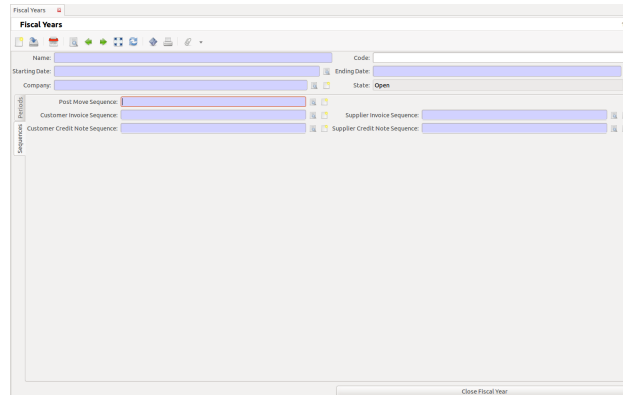 Fiscal Years
Fiscal Years
Name: Code:
Starting Date: Ending Date:
Company: State: Open
Periods
Sequences
Post Move Sequence:
Customer Invoice Sequence: Supplier Invoice Sequence:
Customer Credit Note Sequence: Supplier Credit Note Sequence:
Close Fiscal Year